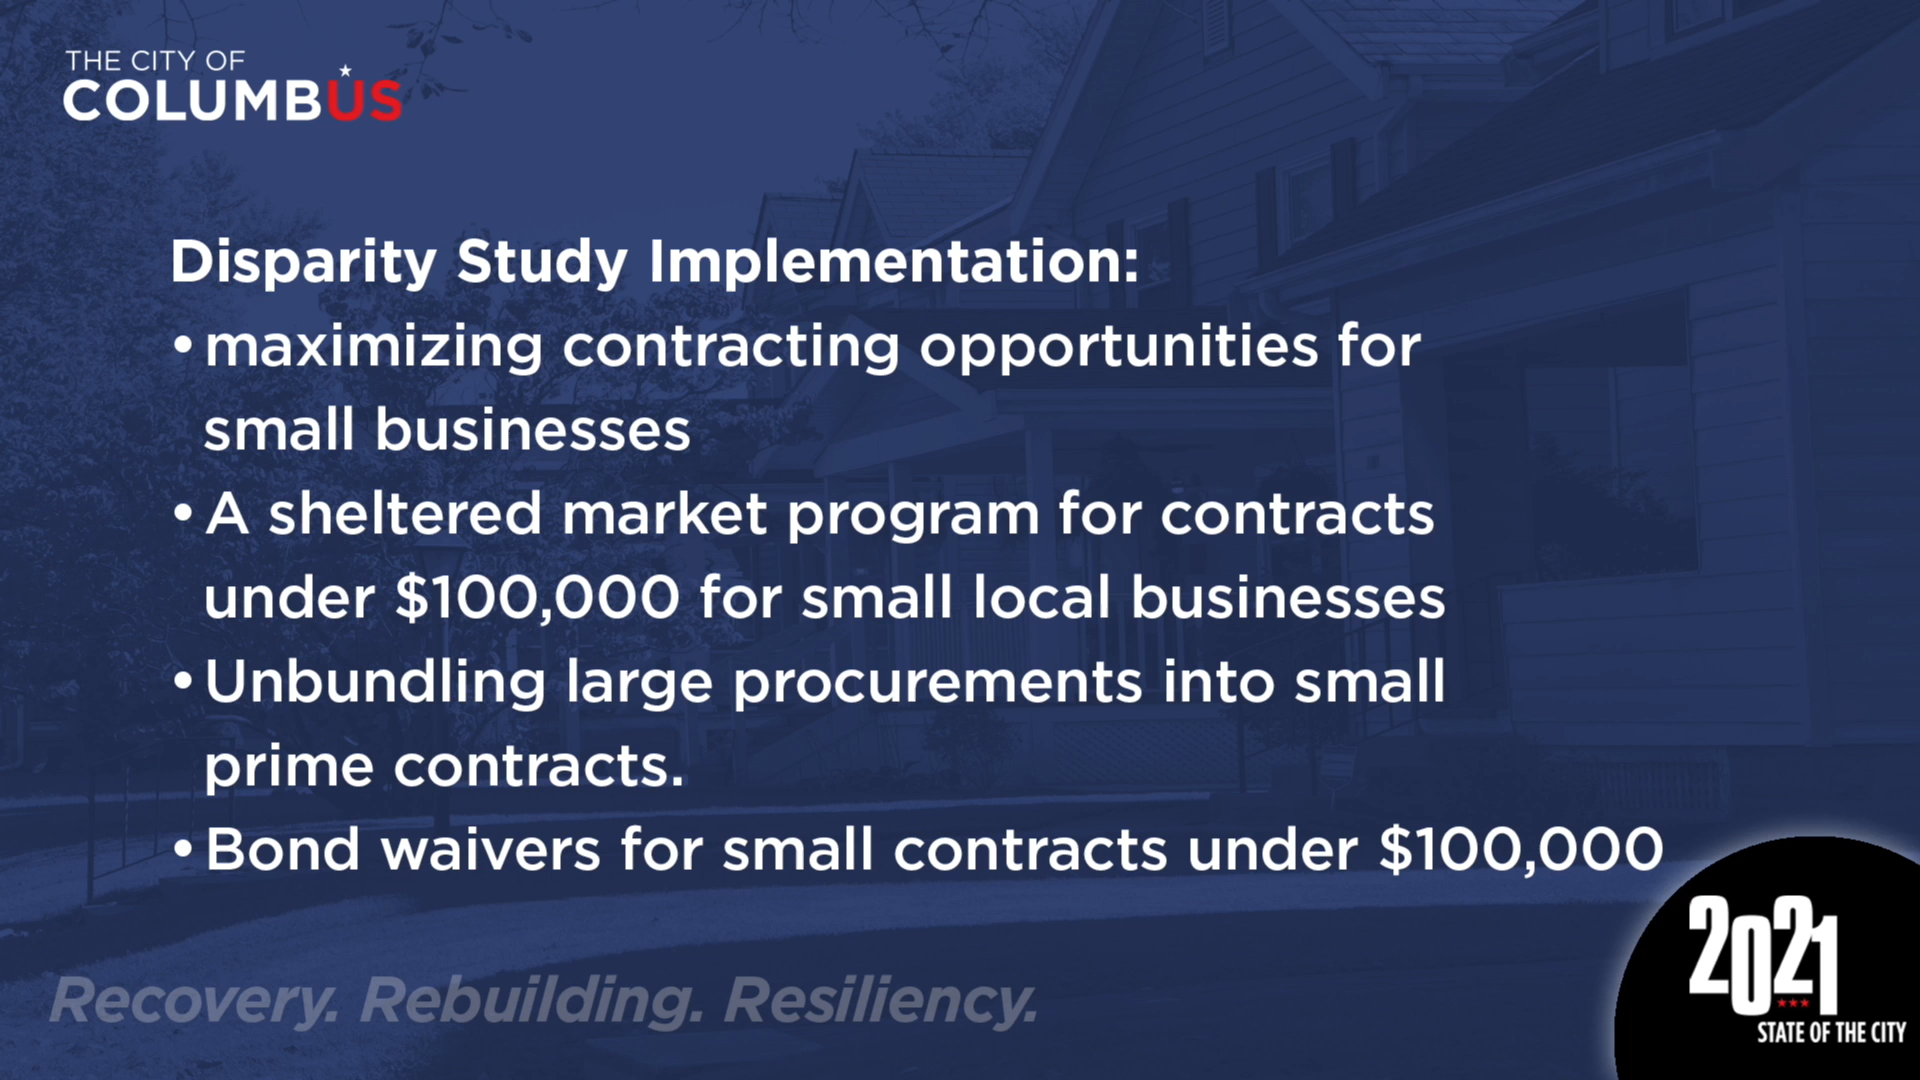 THE CITY OF
COLUMBUS
Disparity Study Implementation:
• maximizing contracting opportunities for
small businesses
• A sheltered market program for contracts
under $100,000 for small local businesses
• Unbundling large procurements into small
prime contracts.
• Bond waivers for small contracts under $100,000
Recovery. Rebuilding. Resiliency.
2021
STATE OF THE CITY